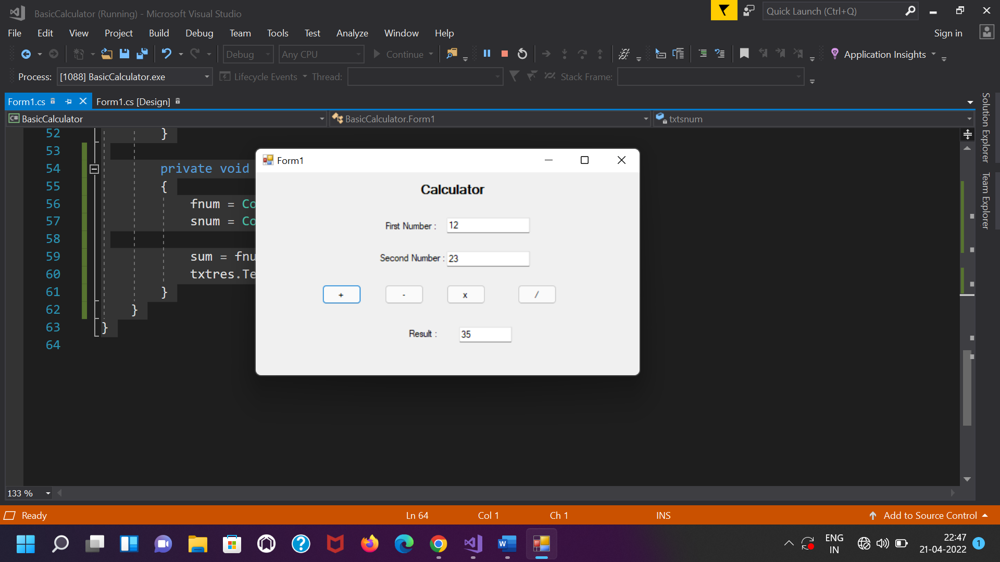 BasicCalculator (Running) - Microsoft Visual Studio
Quick Launch (Ctrl+Q)
File Edit View Project Build Debug Team Tools Test Analyze Window Help
Sign in
Debug Any CPU Continue Application Insights
Process: [1088] BasicCalculator.exe Lifecycle Events Thread: Stack Frame:
Form1.cs Form1.cs [Design]
C# BasicCalculator BasicCalculator.Form1 txtsnum
Solution Explorer
Team Explorer
52 }
53
54 private void
55 {
56 fnum = Co
57 snum = Co
58
59 sum = fnu
60 txtres.Te
61 }
62 }
63 }
64
Form1
Calculator
First Number : 12
Second Number : 23
+ - x /
Result : 35
133 %
Ready Ln 64 Col 1 Ch 1 INS Add to Source Control
W
ENG
IN
22:47
21-04-2022
1